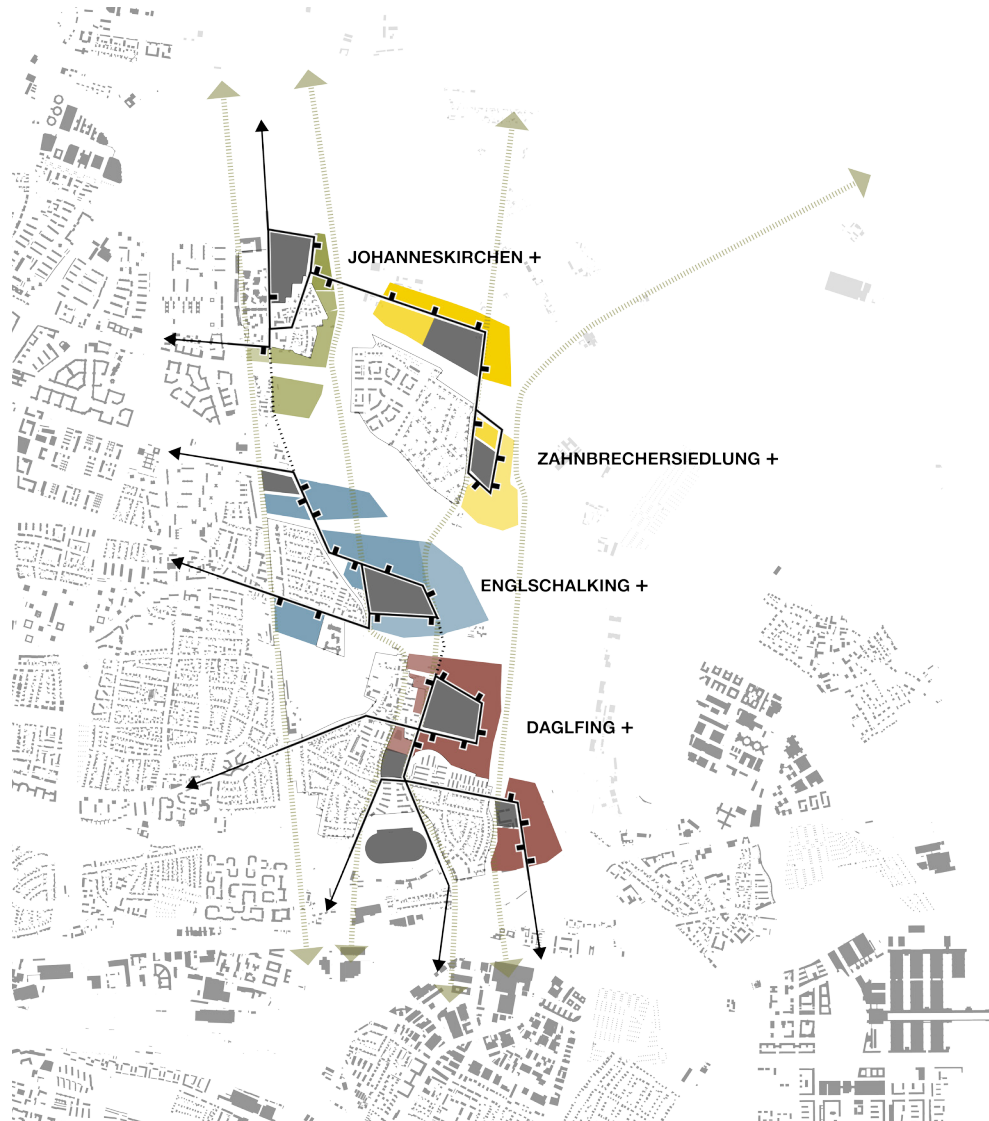 JOHANNESKIRCHEN +
ZAHNBRECHERSIEDLUNG +
ENGLSCHALKING +
DAGLFING +